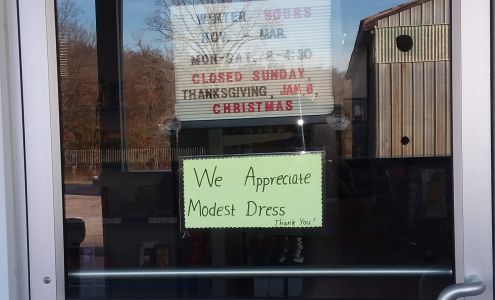 WINTER HOURS
NOV. - MAR.
MON-SAT. 8-4:30
CLOSED SUNDAY,
THANKSGIVING, JAN. 6,
CHRISTMAS
We Appreciate
Modest Dress
Thank You!